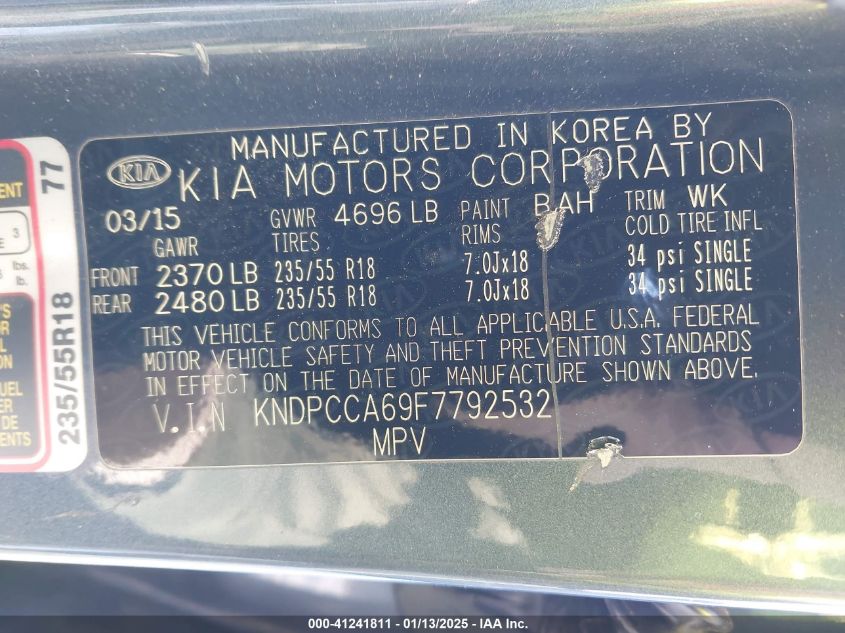 MANUFACTURED IN KOREA BY
KIA KIA MOTORS CORPORATION
03/15 GVWR 4696 LB PAINT BAH TRIM WK
GAWR TIRES RIMS COLD TIRE INFL
FRONT 2370 LB 235/55 R18 7.0Jx18 34 psi SINGLE
REAR 2480 LB 235/55 R18 7.0Jx18 34 psi SINGLE
THIS VEHICLE CONFORMS TO ALL APPLICABLE U.S.A. FEDERAL
MOTOR VEHICLE SAFETY AND THEFT PREVENTION STANDARDS
IN EFFECT ON THE DATE OF MANUFACTURE SHOWN ABOVE.
V.I.N KNDPCCA69F7792532
MPV
235/55R18 77
3
lbs.
lb.
DE
000-41241811 - 01/13/2025 - IAA Inc.